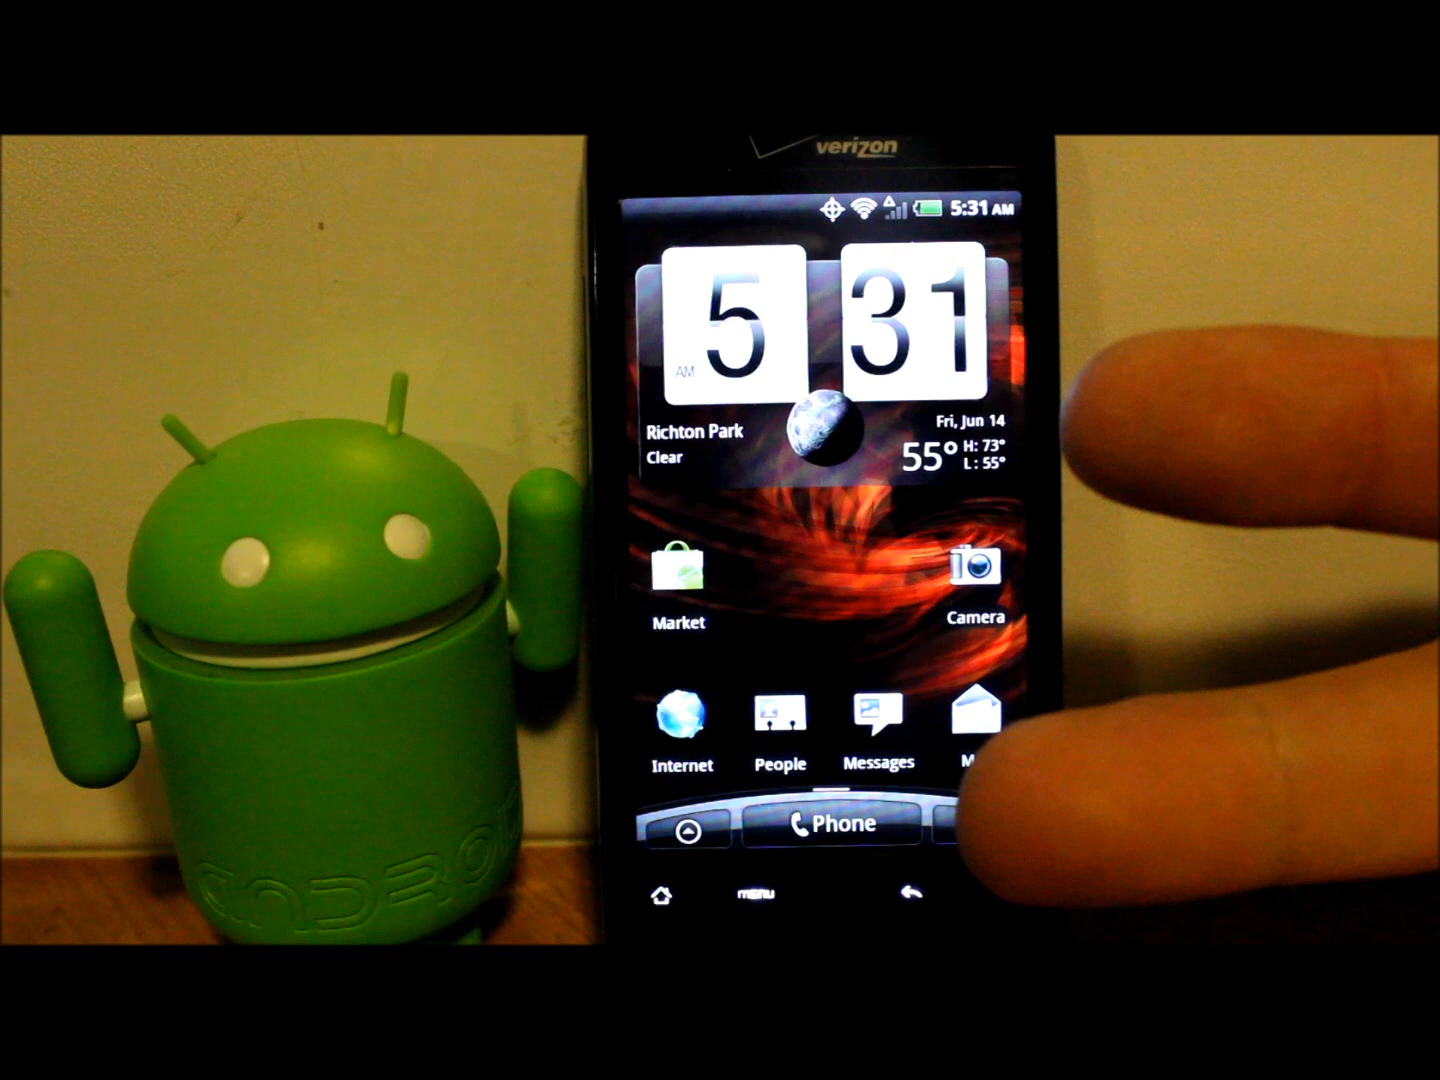 verizon
5:31 AM
AM 5 31
Richton Park
Clear
Fri, Jun 14
55° H: 73°
L: 55°
Market
Camera
Internet
People
Messages
Phone
menu
ANDROID